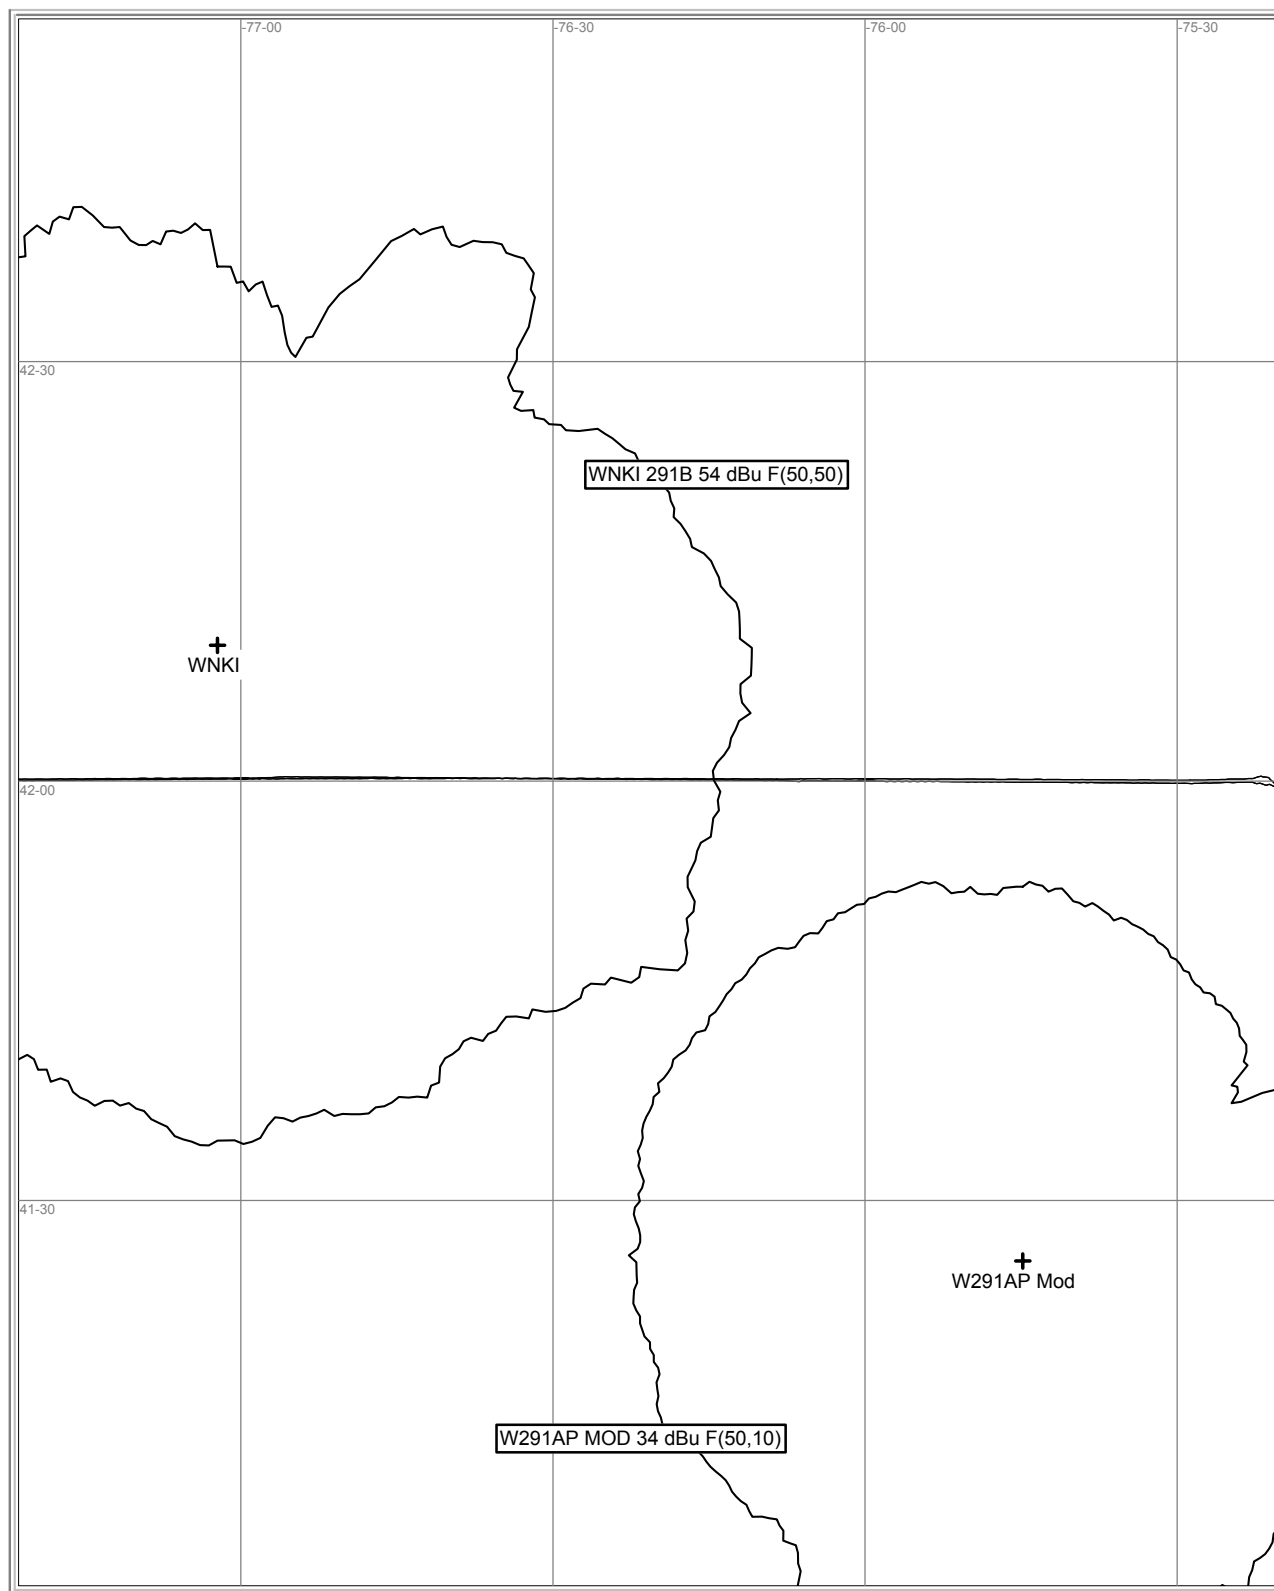 -77-00
-76-30
-76-00
-75-30
42-30
WNKI 291B 54 dBu F(50,50)
WNKI
42-00
41-30
W291AP Mod
W291AP MOD 34 dBu F(50,10)